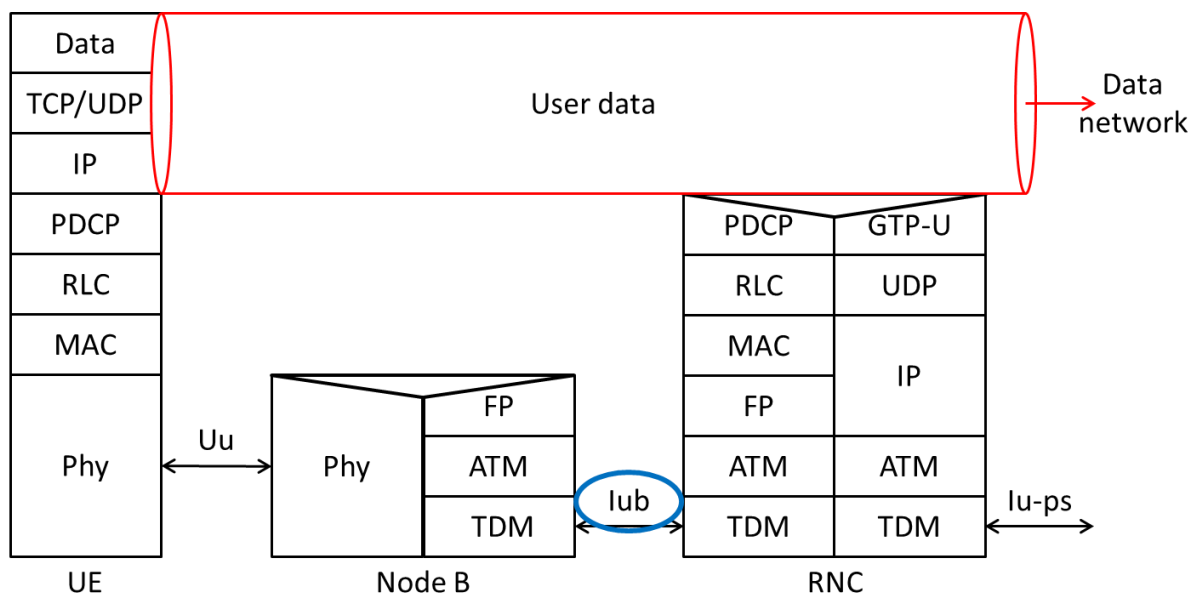 Data
TCP/UDP
IP
PDCP
RLC
MAC
Phy
UE
User data
Data
network
Uu
Phy
FP
ATM
TDM
Node B
Iub
PDCP
RLC
MAC
FP
ATM
TDM
GTP-U
UDP
IP
ATM
TDM
RNC
Iu-ps